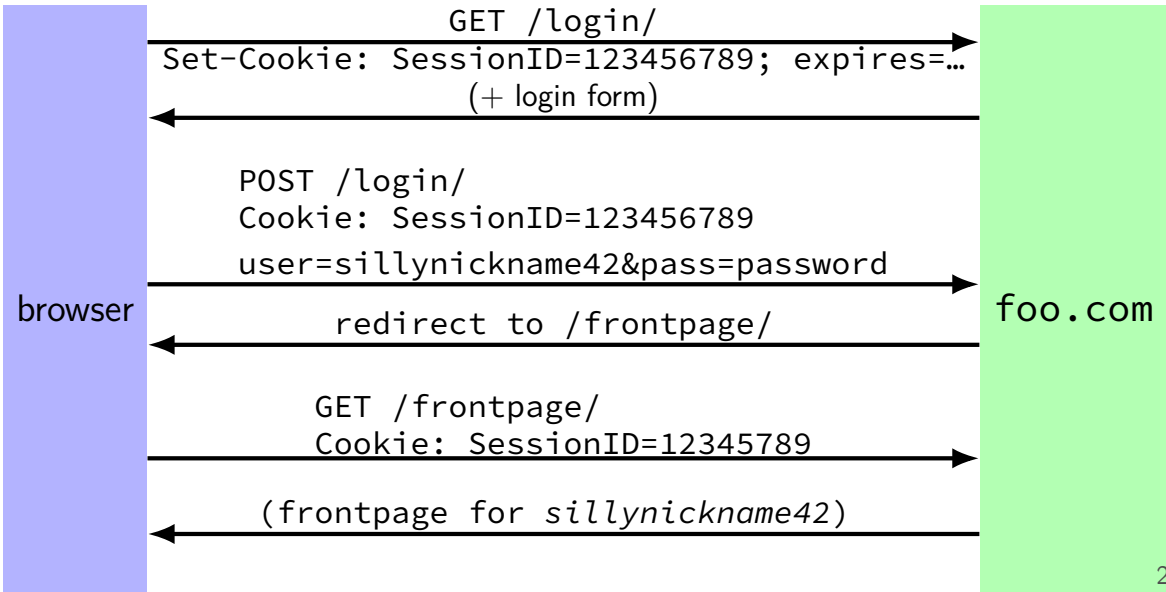 GET /login/
Set-Cookie: SessionID=123456789; expires=…
(+ login form)
POST /login/
Cookie: SessionID=123456789
user=sillynickname42&pass=password
browser
foo.com
redirect to /frontpage/
GET /frontpage/
Cookie: SessionID=12345789
(frontpage for sillynickname42)
2